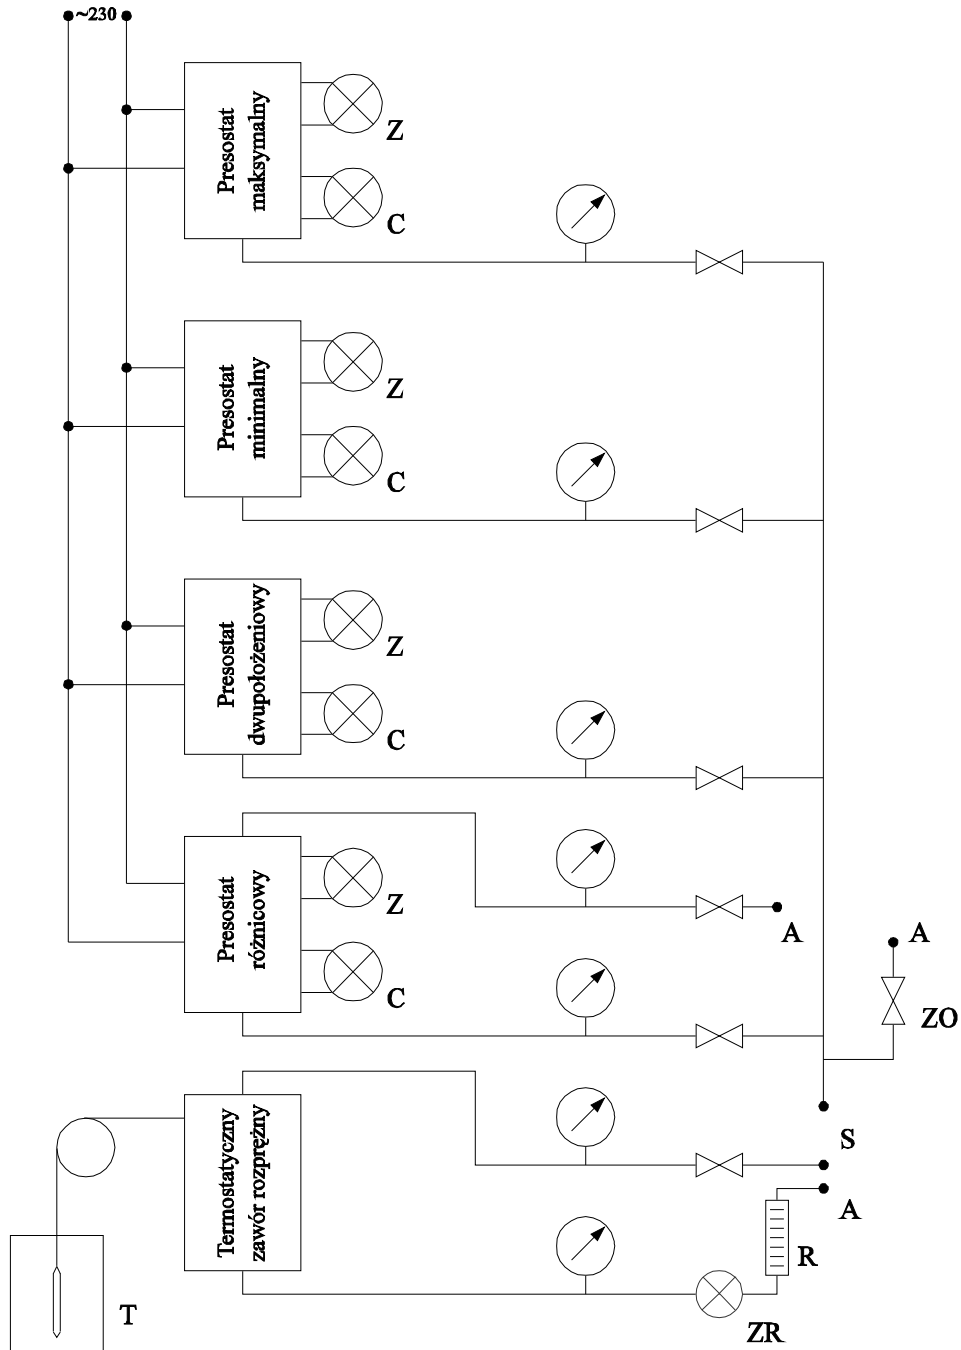 ~230
Presostat
maksymalny
Z
C
Presostat
minimalny
Z
C
Presostat
dwupołożeniowy
Z
C
Presostat
różnicowy
Z
C
A
A
ZO
S
Termostatyczny
zawór rozprężny
A
R
T
ZR